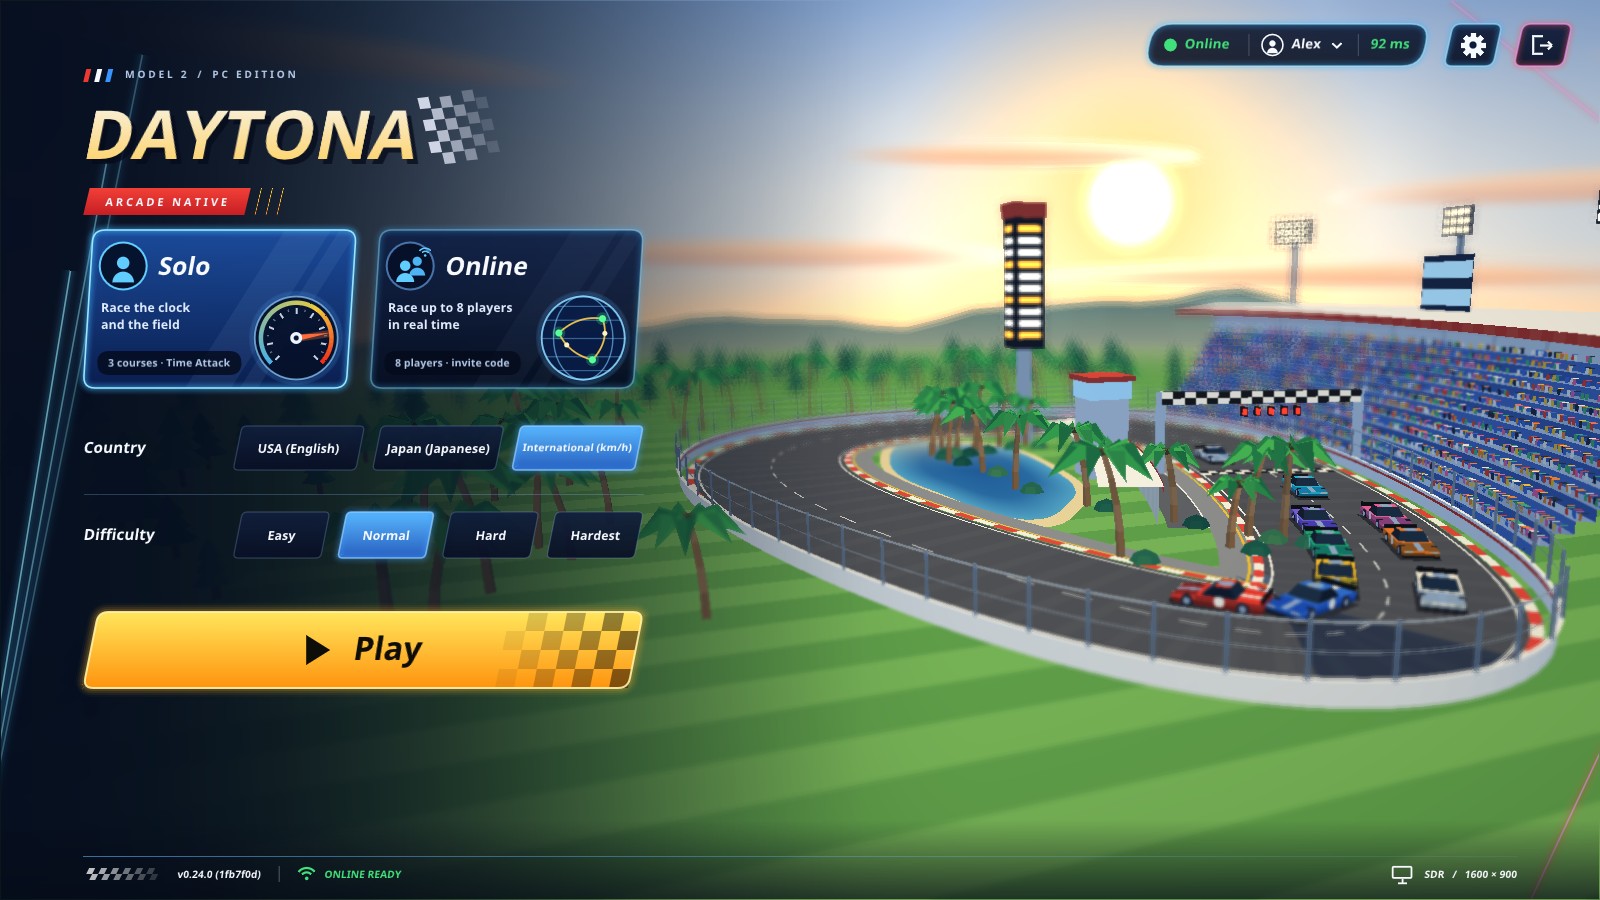 MODEL 2 / PC EDITION
DAYTONA
ARCADE NATIVE
Online
Alex
92 ms
Solo
Race the clock
and the field
3 courses · Time Attack
Online
Race up to 8 players
in real time
8 players · invite code
Country
USA (English)
Japan (Japanese)
International (km/h)
Difficulty
Easy
Normal
Hard
Hardest
Play
v0.24.0 (1fb7f0d)
ONLINE READY
SDR / 1600 × 900